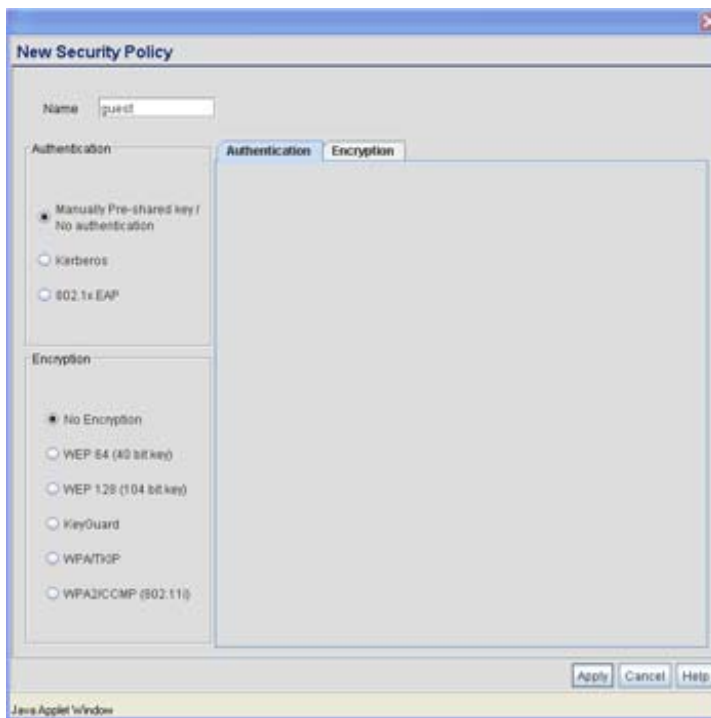 New Security Policy
Name guest
Authentication
Manually Pre-shared key /
No authentication
Kerberos
802.1x EAP
Encryption
No Encryption
WEP 64 (40 bit key)
WEP 128 (104 bit key)
KeyGuard
WPA/TKIP
WPA2/CCMP (802.11i)
Authentication Encryption
Apply Cancel Help
Java Applet Window